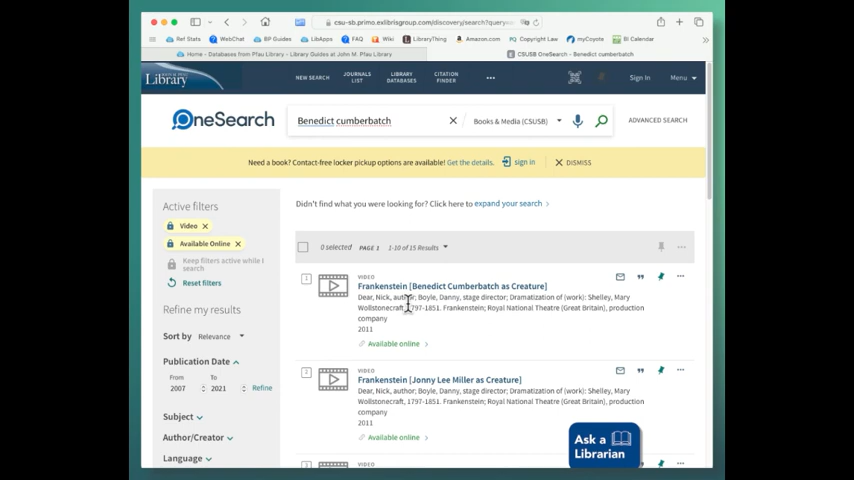 csu-sb.primo.exlibrisgroup.com/discovery/search?query
Ref Stats WebChat BP Guides LibApps FAQ Wiki LibraryThing Amazon.com Copyright Law myCoyote BI Calendar
Home - Databases from Pfau Library - Library Guides at John M. Pfau Library
CSUSB OneSearch - Benedict cumberbatch
Library
NEW SEARCH
JOURNALS LIST
LIBRARY DATABASES
CITATION FINDER
Sign In
Menu
OneSearch
Benedict cumberbatch
Books & Media (CSUSB)
ADVANCED SEARCH
Need a book? Contact-free locker pickup options are available! Get the details. sign in DISMISS
Active filters
Video
Available Online
Keep filters active while I
search
Reset filters
Refine my results
Sort by Relevance
Publication Date
From To
2007 2021 Refine
Subject
Author/Creator
Language
Didn't find what you were looking for? Click here to expand your search
0 selected PAGE 1 1-10 of 15 Results
1
VIDEO
Frankenstein [Benedict Cumberbatch as Creature]
Dear, Nick, author; Boyle, Danny, stage director; Dramatization of (work): Shelley, Mary
Wollstonecraft, 1797-1851. Frankenstein; Royal National Theatre (Great Britain), production
company
2011
Available online
2
VIDEO
Frankenstein [Jonny Lee Miller as Creature]
Dear, Nick, author; Boyle, Danny, stage director; Dramatization of (work): Shelley, Mary
Wollstonecraft, 1797-1851. Frankenstein; Royal National Theatre (Great Britain), production
company
2011
Available online
VIDEO
Ask a
Librarian